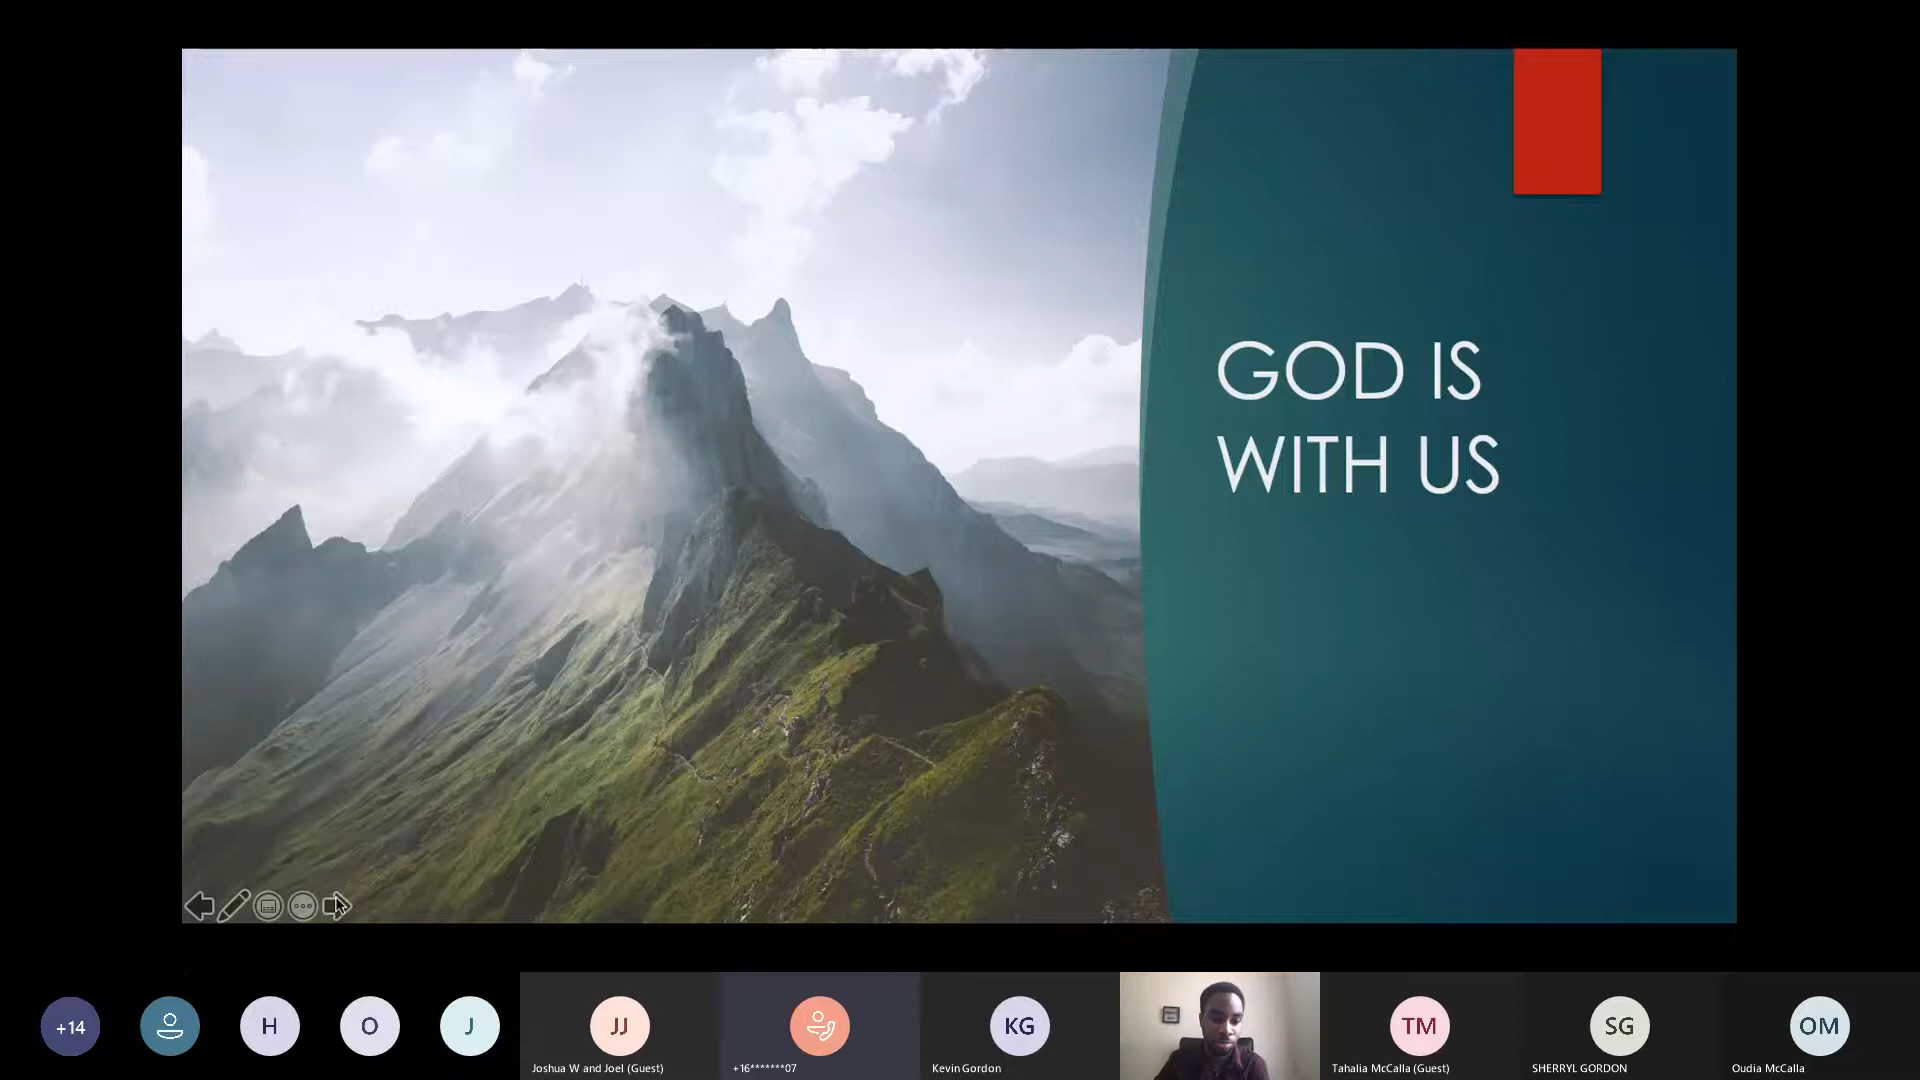 GOD IS
WITH US
+14
H
O
J
JJ
KG
TM
SG
OM
Joshua W and Joel (Guest)
+16*******07
Kevin Gordon
Tahalia McCalla (Guest)
SHERRYL GORDON
Oudia McCalla